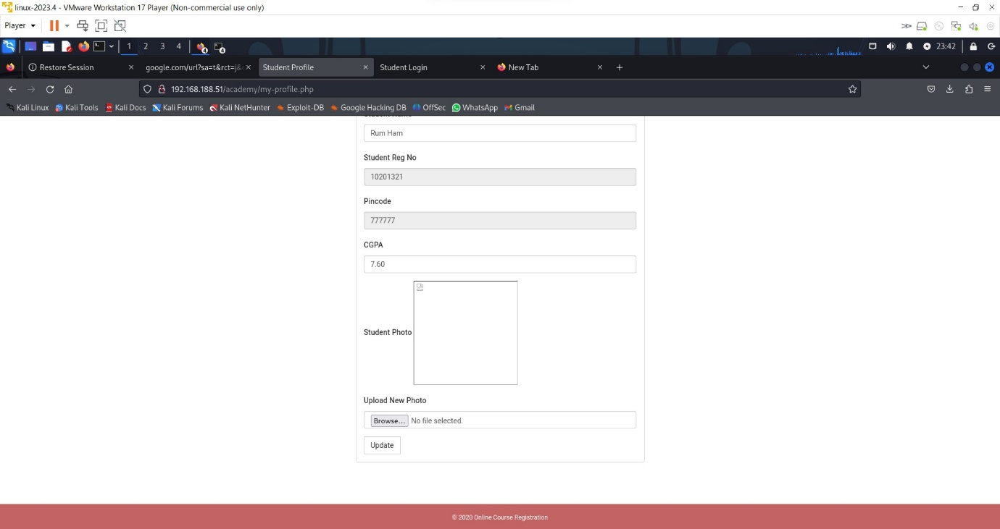 linux-2023.4 - VMware Workstation 17 Player (Non-commercial use only)
Player
1 2 3 4 23:42
Restore Session google.com/url?sa=t&rct=j& Student Profile Student Login New Tab
192.168.188.51/academy/my-profile.php
Kali Linux Kali Tools Kali Docs Kali Forums Kali NetHunter Exploit-DB Google Hacking DB OffSec WhatsApp Gmail
Rum Ham
Student Reg No
10201321
Pincode
777777
CGPA
7.60
Student Photo
Upload New Photo
Browse... No file selected.
Update
© 2020 Online Course Registration